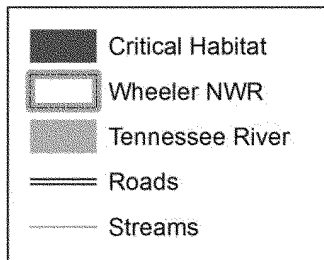 Critical Habitat
Wheeler NWR
Tennessee River
Roads
Streams